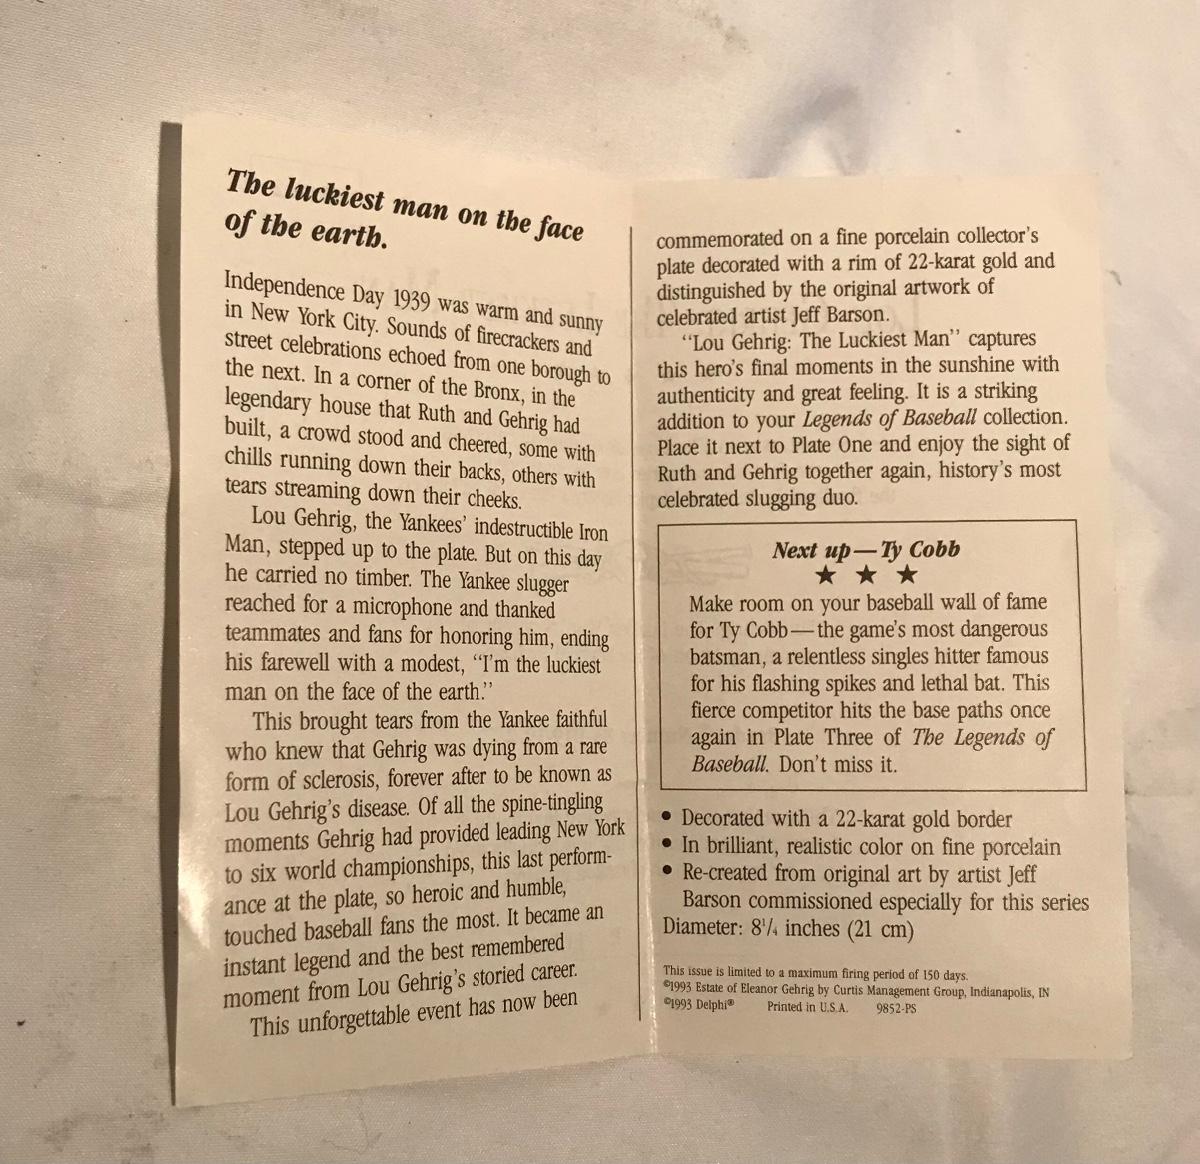 The luckiest man on the face
of the earth.
Independence Day 1939 was warm and sunny
in New York City. Sounds of firecrackers and
street celebrations echoed from one borough to
the next. In a corner of the Bronx, in the
legendary house that Ruth and Gehrig had
built, a crowd stood and cheered, some with
chills running down their backs, others with
tears streaming down their cheeks.
Lou Gehrig, the Yankees' indestructible Iron
Man, stepped up to the plate. But on this day
he carried no timber. The Yankee slugger
reached for a microphone and thanked
teammates and fans for honoring him, ending
his farewell with a modest, "I'm the luckiest
man on the face of the earth."
This brought tears from the Yankee faithful
who knew that Gehrig was dying from a rare
form of sclerosis, forever after to be known as
Lou Gehrig's disease. Of all the spine-tingling
moments Gehrig had provided leading New York
to six world championships, this last perform-
ance at the plate, so heroic and humble,
touched baseball fans the most. It became an
instant legend and the best remembered
moment from Lou Gehrig's storied career.
This unforgettable event has now been
commemorated on a fine porcelain collector's
plate decorated with a rim of 22-karat gold and
distinguished by the original artwork of
celebrated artist Jeff Barson.
"Lou Gehrig: The Luckiest Man" captures
this hero's final moments in the sunshine with
authenticity and great feeling. It is a striking
addition to your Legends of Baseball collection.
Place it next to Plate One and enjoy the sight of
Ruth and Gehrig together again, history's most
celebrated slugging duo.
Next up—Ty Cobb
★ ★ ★
Make room on your baseball wall of fame
for Ty Cobb—the game's most dangerous
batsman, a relentless singles hitter famous
for his flashing spikes and lethal bat. This
fierce competitor hits the base paths once
again in Plate Three of The Legends of
Baseball. Don't miss it.
• Decorated with a 22-karat gold border
• In brilliant, realistic color on fine porcelain
• Re-created from original art by artist Jeff
Barson commissioned especially for this series
Diameter: 8¼ inches (21 cm)
This issue is limited to a maximum firing period of 150 days.
©1993 Estate of Eleanor Gehrig by Curtis Management Group, Indianapolis, IN
©1993 Delphi® Printed in U.S.A. 9852-PS